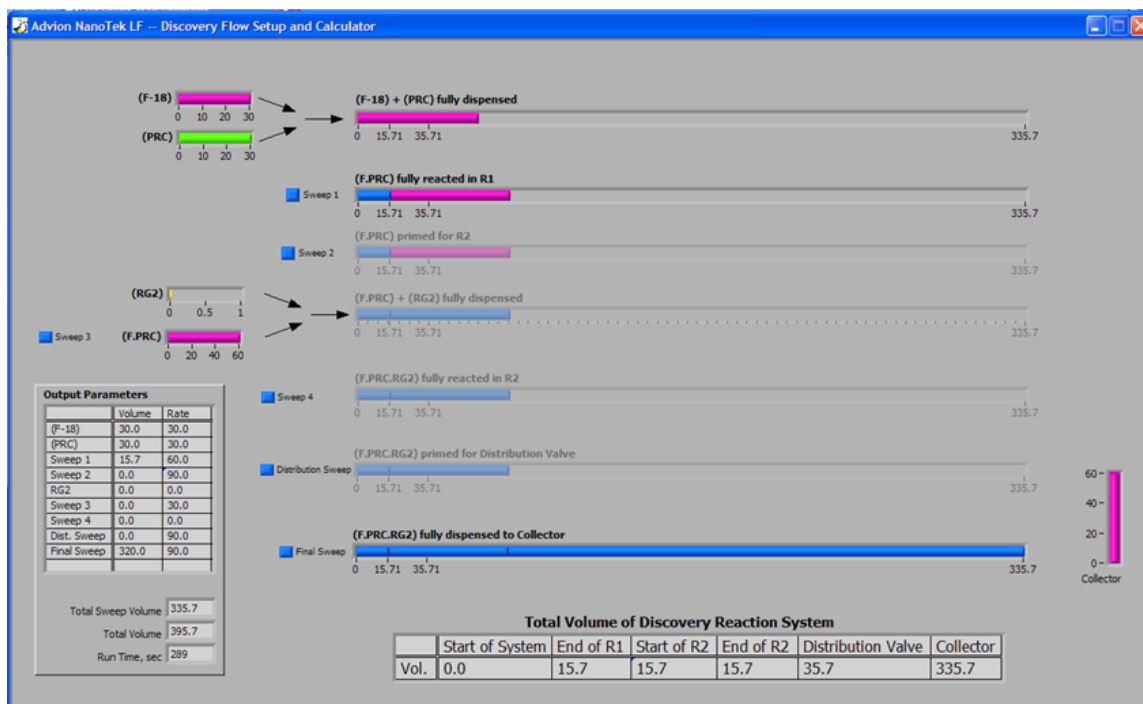 Advion NanoTek LF -- Discovery Flow Setup and Calculator
(F-18)
0 10 20 30
(PRC)
0 10 20 30
(F-18) + (PRC) fully dispensed
0 15.71 35.71 335.7
Sweep 1
(F.PRC) fully reacted in R1
0 15.71 35.71 335.7
Sweep 2
(F.PRC) primed for R2
0 15.71 35.71 335.7
(RG2)
0 0.5 1
Sweep 3
(F.PRC)
0 20 40 60
(F.PRC) + (RG2) fully dispensed
0 15.71 35.71 335.7
Sweep 4
(F.PRC.RG2) fully reacted in R2
0 15.71 35.71 335.7
Distribution Sweep
(F.PRC.RG2) primed for Distribution Valve
0 15.71 35.71 335.7
Final Sweep
(F.PRC.RG2) fully dispensed to Collector
0 15.71 35.71 335.7
60
40
20
0
Collector
Output Parameters
Volume Rate
(F-18) 30.0 30.0
(PRC) 30.0 30.0
Sweep 1 15.7 60.0
Sweep 2 0.0 90.0
RG2 0.0 0.0
Sweep 3 0.0 30.0
Sweep 4 0.0 0.0
Dist. Sweep 0.0 90.0
Final Sweep 320.0 90.0
Total Sweep Volume 335.7
Total Volume 395.7
Run Time, sec 289
Total Volume of Discovery Reaction System
Start of System End of R1 Start of R2 End of R2 Distribution Valve Collector
Vol. 0.0 15.7 15.7 15.7 35.7 335.7